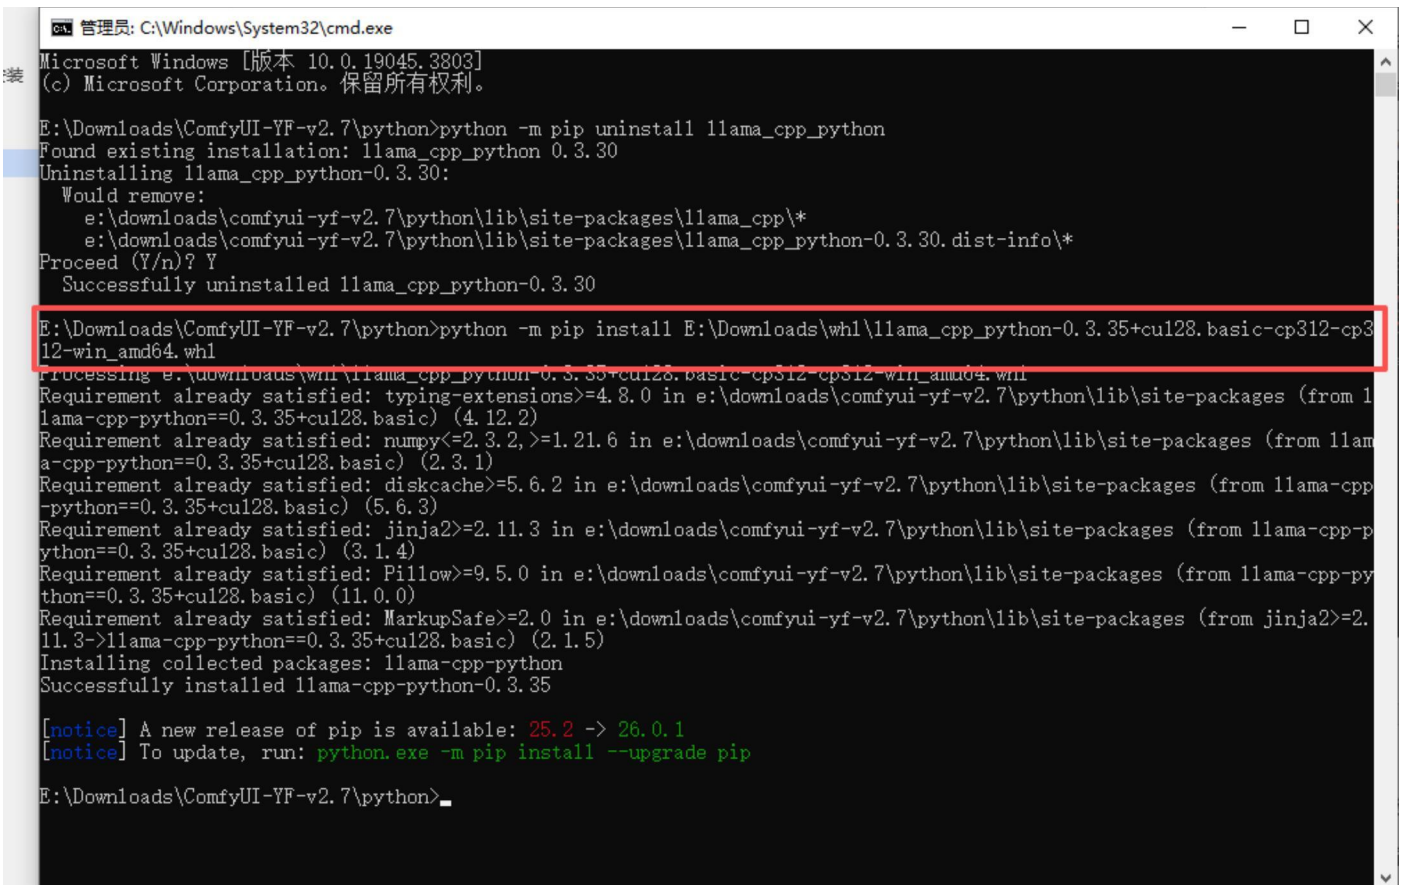 管理员: C:\Windows\System32\cmd.exe
Microsoft Windows [版本 10.0.19045.3803]
(c) Microsoft Corporation。保留所有权利。
装
E:\Downloads\ComfyUI-YF-v2.7\python>python -m pip uninstall llama_cpp_python
Found existing installation: llama_cpp_python 0.3.30
Uninstalling llama_cpp_python-0.3.30:
  Would remove:
    e:\downloads\comfyui-yf-v2.7\python\lib\site-packages\llama_cpp\*
    e:\downloads\comfyui-yf-v2.7\python\lib\site-packages\llama_cpp_python-0.3.30.dist-info\*
Proceed (Y/n)? Y
  Successfully uninstalled llama_cpp_python-0.3.30
E:\Downloads\ComfyUI-YF-v2.7\python>python -m pip install E:\Downloads\whl\llama_cpp_python-0.3.35+cu128.basic-cp312-cp3
12-win_amd64.whl
Processing e:\downloads\whl\llama_cpp_python-0.3.35+cu128.basic-cp312-cp312-win_amd64.whl
Requirement already satisfied: typing-extensions>=4.8.0 in e:\downloads\comfyui-yf-v2.7\python\lib\site-packages (from l
lama-cpp-python==0.3.35+cu128.basic) (4.12.2)
Requirement already satisfied: numpy<=2.3.2,>=1.21.6 in e:\downloads\comfyui-yf-v2.7\python\lib\site-packages (from llam
a-cpp-python==0.3.35+cu128.basic) (2.3.1)
Requirement already satisfied: diskcache>=5.6.2 in e:\downloads\comfyui-yf-v2.7\python\lib\site-packages (from llama-cpp
-python==0.3.35+cu128.basic) (5.6.3)
Requirement already satisfied: jinja2>=2.11.3 in e:\downloads\comfyui-yf-v2.7\python\lib\site-packages (from llama-cpp-p
ython==0.3.35+cu128.basic) (3.1.4)
Requirement already satisfied: Pillow>=9.5.0 in e:\downloads\comfyui-yf-v2.7\python\lib\site-packages (from llama-cpp-py
thon==0.3.35+cu128.basic) (11.0.0)
Requirement already satisfied: MarkupSafe>=2.0 in e:\downloads\comfyui-yf-v2.7\python\lib\site-packages (from jinja2>=2.
11.3->llama-cpp-python==0.3.35+cu128.basic) (2.1.5)
Installing collected packages: llama-cpp-python
Successfully installed llama-cpp-python-0.3.35
[notice] A new release of pip is available: 25.2 -> 26.0.1
[notice] To update, run: python.exe -m pip install --upgrade pip
E:\Downloads\ComfyUI-YF-v2.7\python>